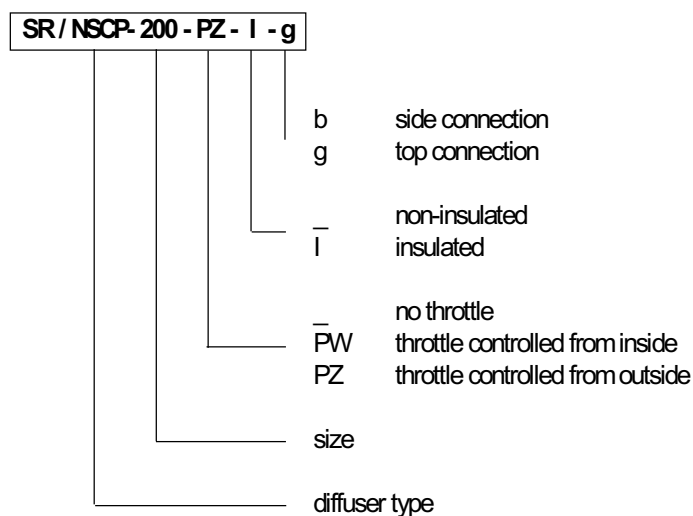 SR / NSCP- 200 - PZ - I - g
b side connection
g top connection
_ non-insulated
I insulated
_ no throttle
PW throttle controlled from inside
PZ throttle controlled from outside
size
diffuser type